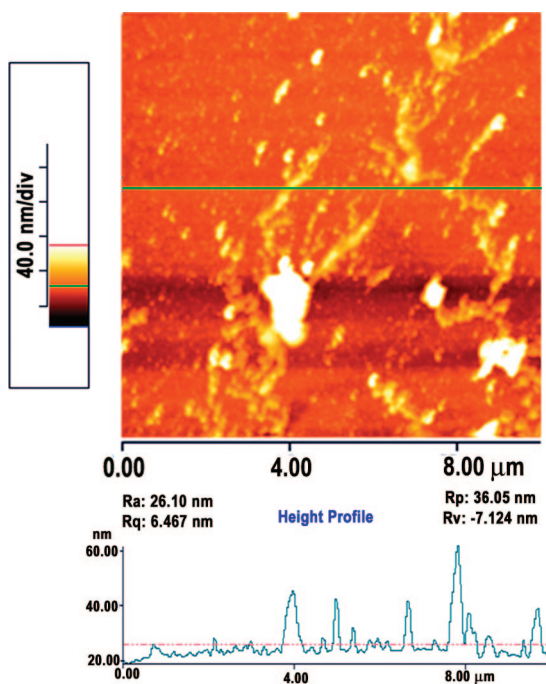 40.0 nm/div
0.00
4.00
8.00 μm
Ra: 26.10 nm
Rq: 6.467 nm
Height Profile
Rp: 36.05 nm
Rv: -7.124 nm
nm
60.00
40.00
20.00
0.00
4.00
8.00 μm